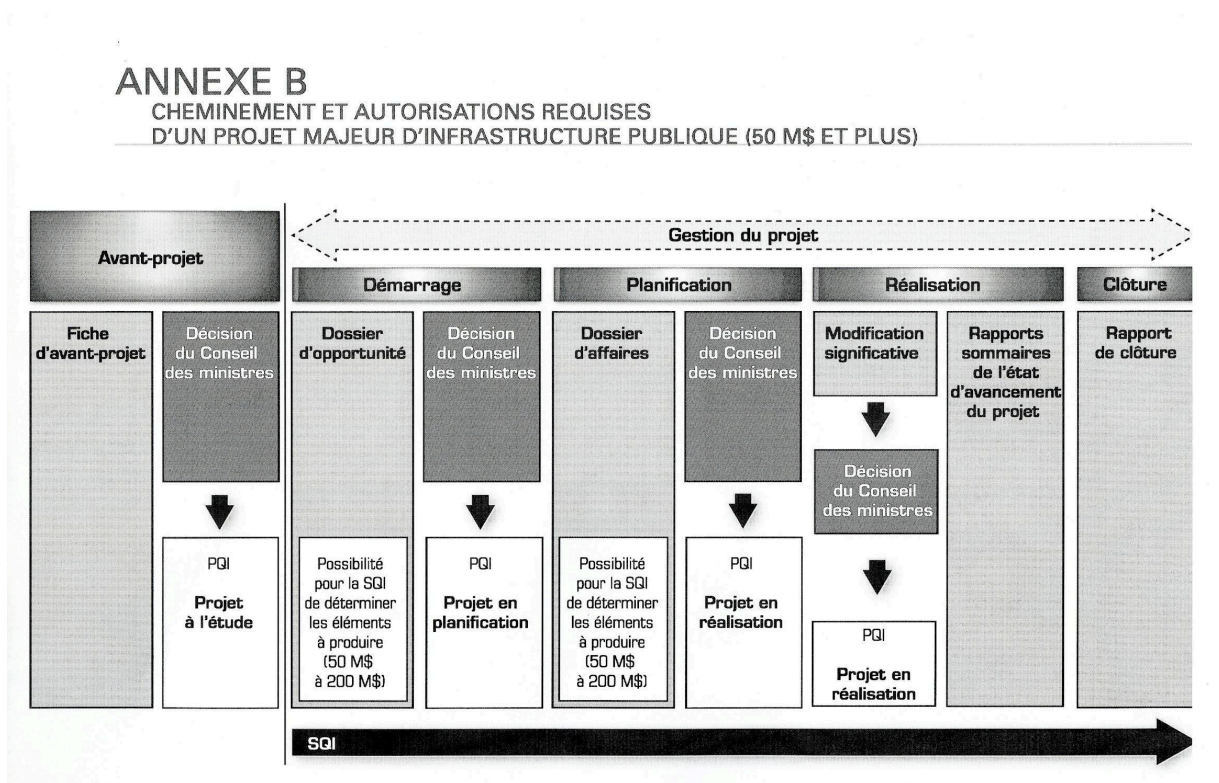 ANNEXE B
CHEMINEMENT ET AUTORISATIONS REQUISES
D'UN PROJET MAJEUR D'INFRASTRUCTURE PUBLIQUE (50 M$ ET PLUS)
Avant-projet
Gestion du projet
Démarrage
Planification
Réalisation
Clôture
Fiche
d'avant-projet
Décision
du Conseil
des ministres
PQI
Projet
à l'étude
Dossier
d'opportunité
Possibilité
pour la SQI
de déterminer
les éléments
à produire
(50 M$
à 200 M$)
Décision
du Conseil
des ministres
PQI
Projet en
planification
Dossier
d'affaires
Possibilité
pour la SQI
de déterminer
les éléments
à produire
(50 M$
à 200 M$)
Décision
du Conseil
des ministres
PQI
Projet en
réalisation
Modification
significative
Décision
du Conseil
des ministres
PQI
Projet en
réalisation
Rapports
sommaires
de l'état
d'avancement
du projet
Rapport
de clôture
SQI